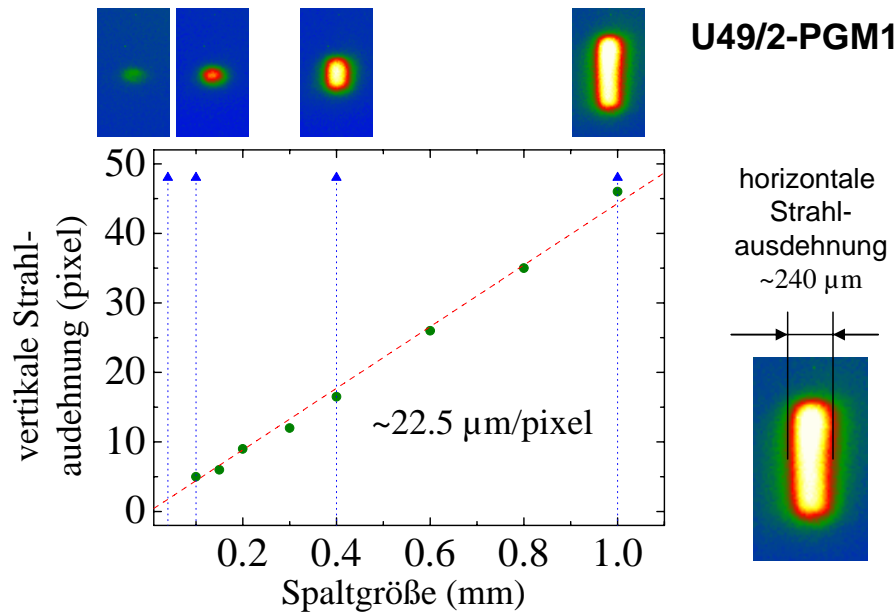 U49/2-PGM1
50
40
30
20
10
0
vertikale Strahl-
audehnung (pixel)
~22.5 µm/pixel
0.2
0.4
0.6
0.8
1.0
Spaltgröße (mm)
horizontale
Strahl-
ausdehnung
~240 µm